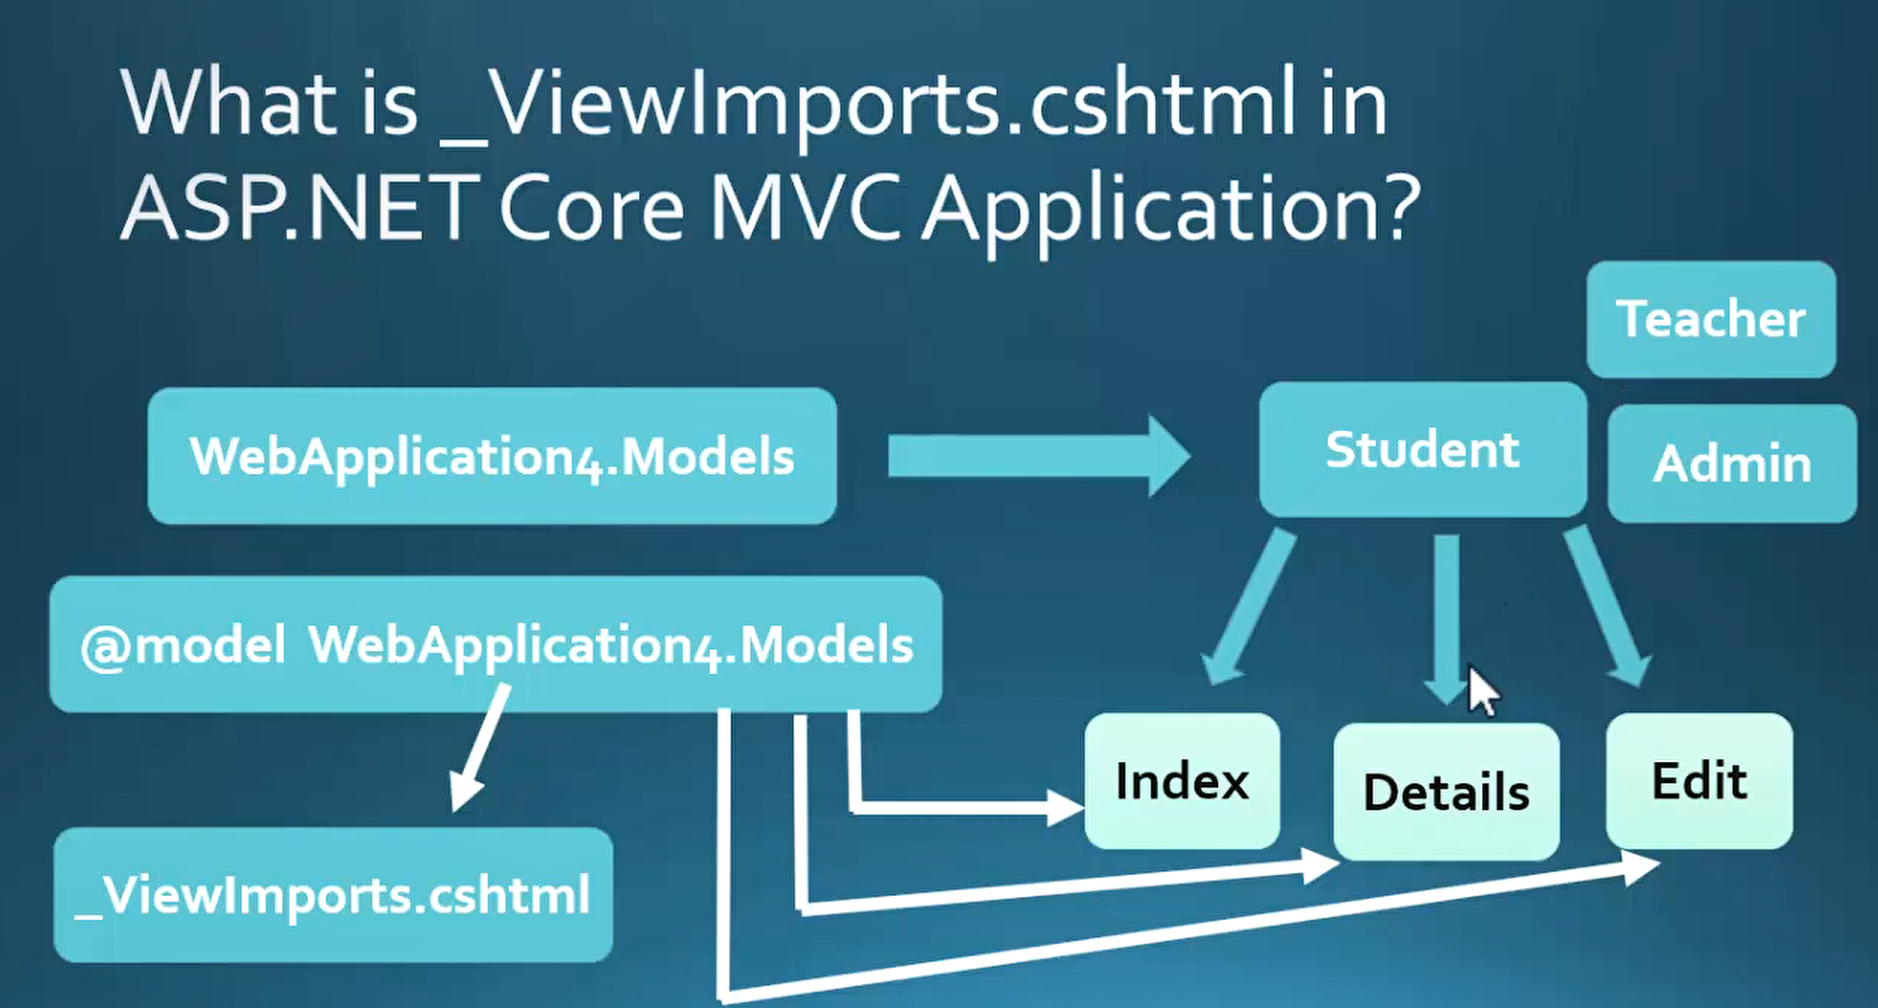 What is _ViewImports.cshtml in
ASP.NET Core MVC Application?
Teacher
WebApplication4.Models
Student
Admin
@model WebApplication4.Models
Index
Details
Edit
_ViewImports.cshtml